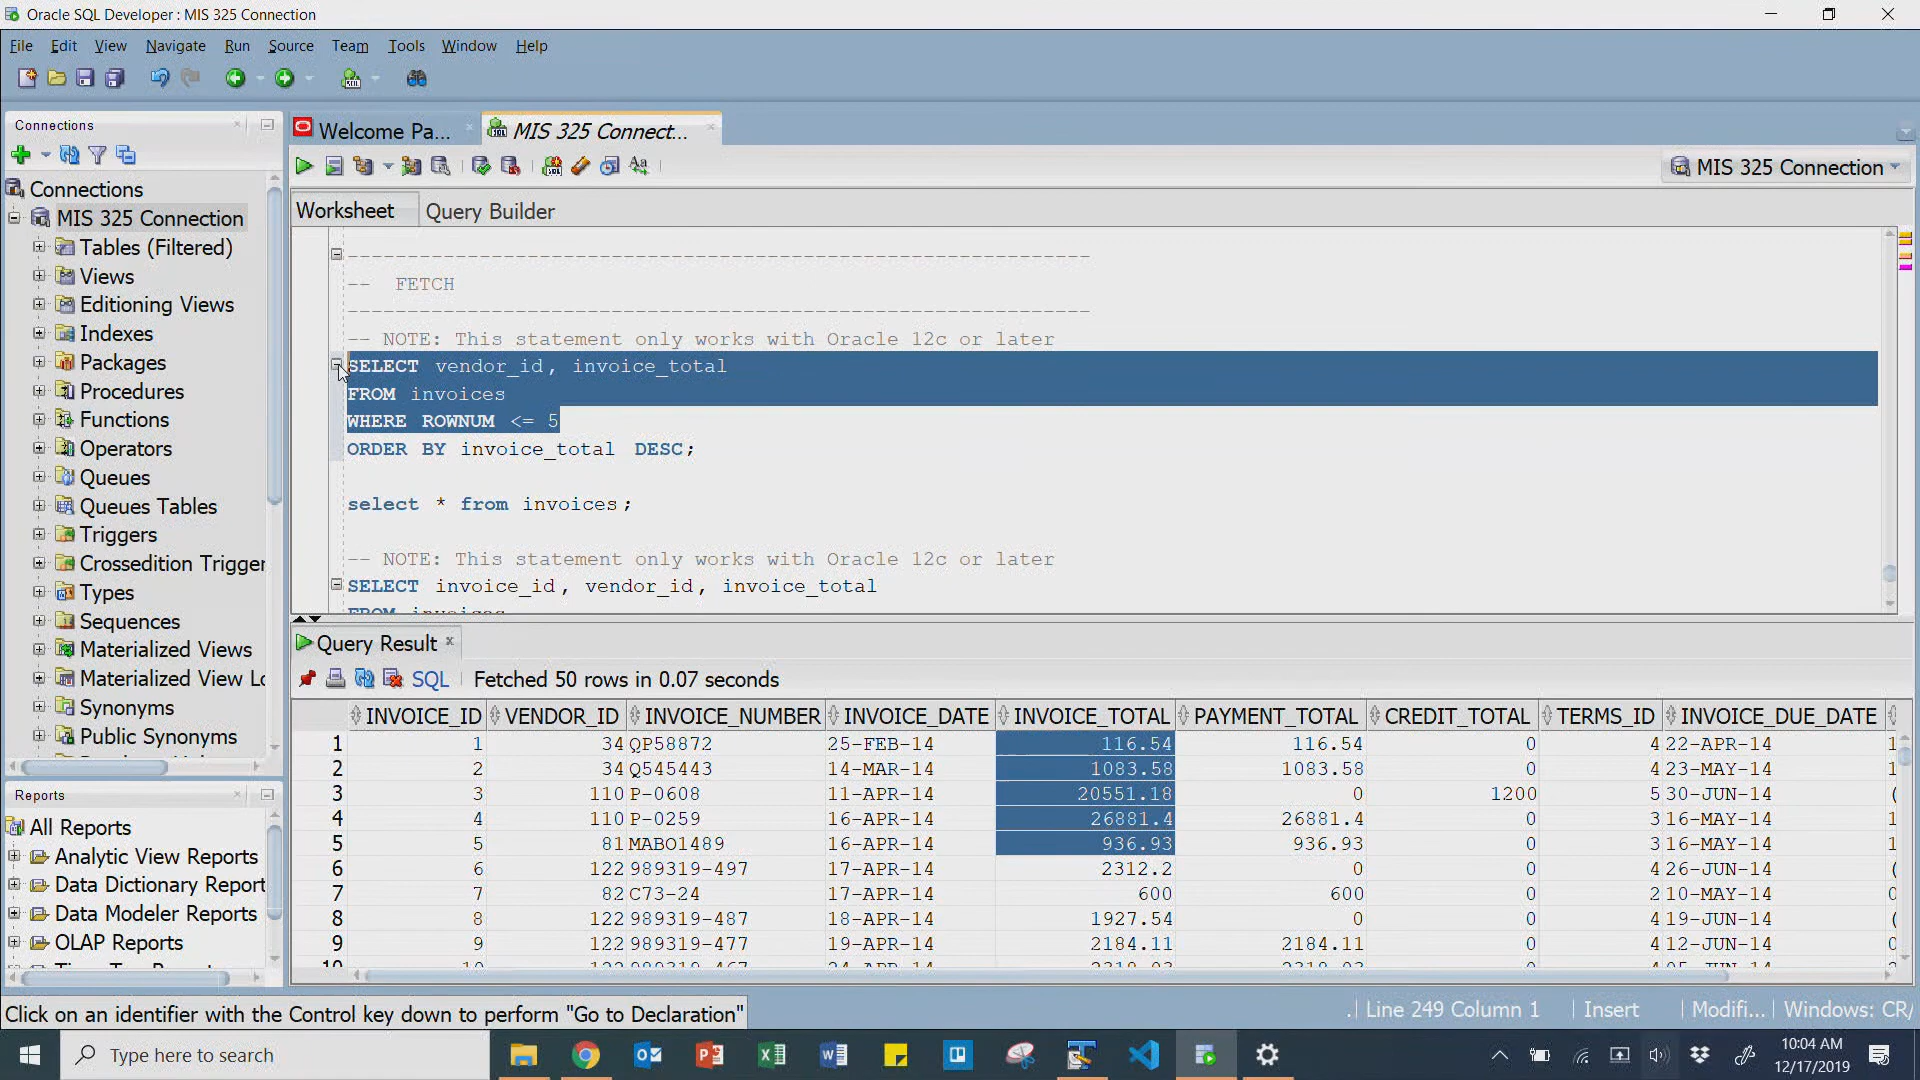 Oracle SQL Developer : MIS 325 Connection
File Edit View Navigate Run Source Team Tools Window Help
Connections
Connections
MIS 325 Connection
Tables (Filtered)
Views
Editioning Views
Indexes
Packages
Procedures
Functions
Operators
Queues
Queues Tables
Triggers
Crossedition Trigger
Types
Sequences
Materialized Views
Materialized View Lo
Synonyms
Public Synonyms
Reports
All Reports
Analytic View Reports
Data Dictionary Report
Data Modeler Reports
OLAP Reports
Welcome Pa... MIS 325 Connect...
MIS 325 Connection
Worksheet Query Builder
--------------------------------------------------------------
-- FETCH
--------------------------------------------------------------
-- NOTE: This statement only works with Oracle 12c or later
SELECT vendor_id, invoice_total
FROM invoices
WHERE ROWNUM <= 5
ORDER BY invoice_total DESC;
select * from invoices;
-- NOTE: This statement only works with Oracle 12c or later
SELECT invoice_id, vendor_id, invoice_total
FROM invoices
Query Result
SQL Fetched 50 rows in 0.07 seconds
INVOICE_ID VENDOR_ID INVOICE_NUMBER INVOICE_DATE INVOICE_TOTAL PAYMENT_TOTAL CREDIT_TOTAL TERMS_ID INVOICE_DUE_DATE
1 1 34 QP58872 25-FEB-14 116.54 116.54 0 4 22-APR-14 1
2 2 34 Q545443 14-MAR-14 1083.58 1083.58 0 4 23-MAY-14 1
3 3 110 P-0608 11-APR-14 20551.18 0 1200 5 30-JUN-14 (
4 4 110 P-0259 16-APR-14 26881.4 26881.4 0 3 16-MAY-14 1
5 5 81 MABO1489 16-APR-14 936.93 936.93 0 3 16-MAY-14 1
6 6 122 989319-497 17-APR-14 2312.2 0 0 4 26-JUN-14 (
7 7 82 C73-24 17-APR-14 600 600 0 2 10-MAY-14 0
8 8 122 989319-487 18-APR-14 1927.54 0 0 4 19-JUN-14 (
9 9 122 989319-477 19-APR-14 2184.11 2184.11 0 4 12-JUN-14 0
Click on an identifier with the Control key down to perform "Go to Declaration"
Line 249 Column 1 Insert Modifi... Windows: CR/
Type here to search
10:04 AM
12/17/2019